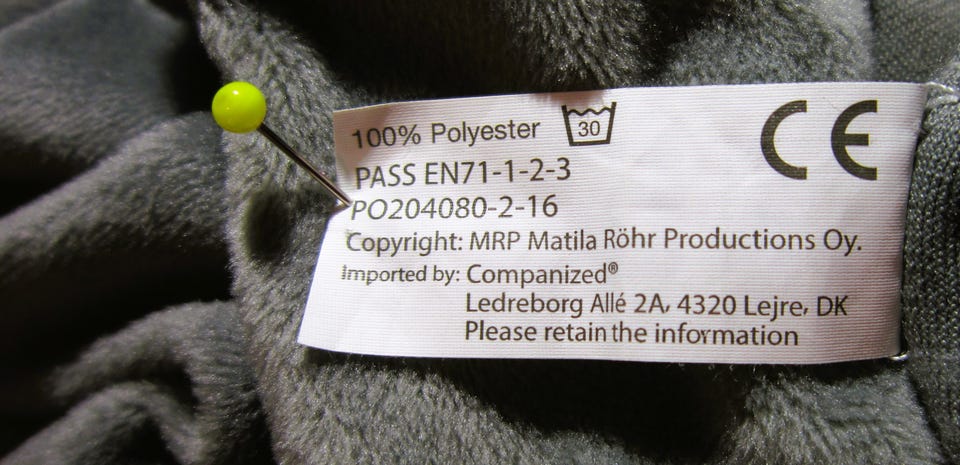 100% Polyester 30 CE
PASS EN71-1-2-3
PO204080-2-16
Copyright: MRP Matila Röhr Productions Oy.
Imported by: Companized®
Ledreborg Allé 2A, 4320 Lejre, DK
Please retain the information